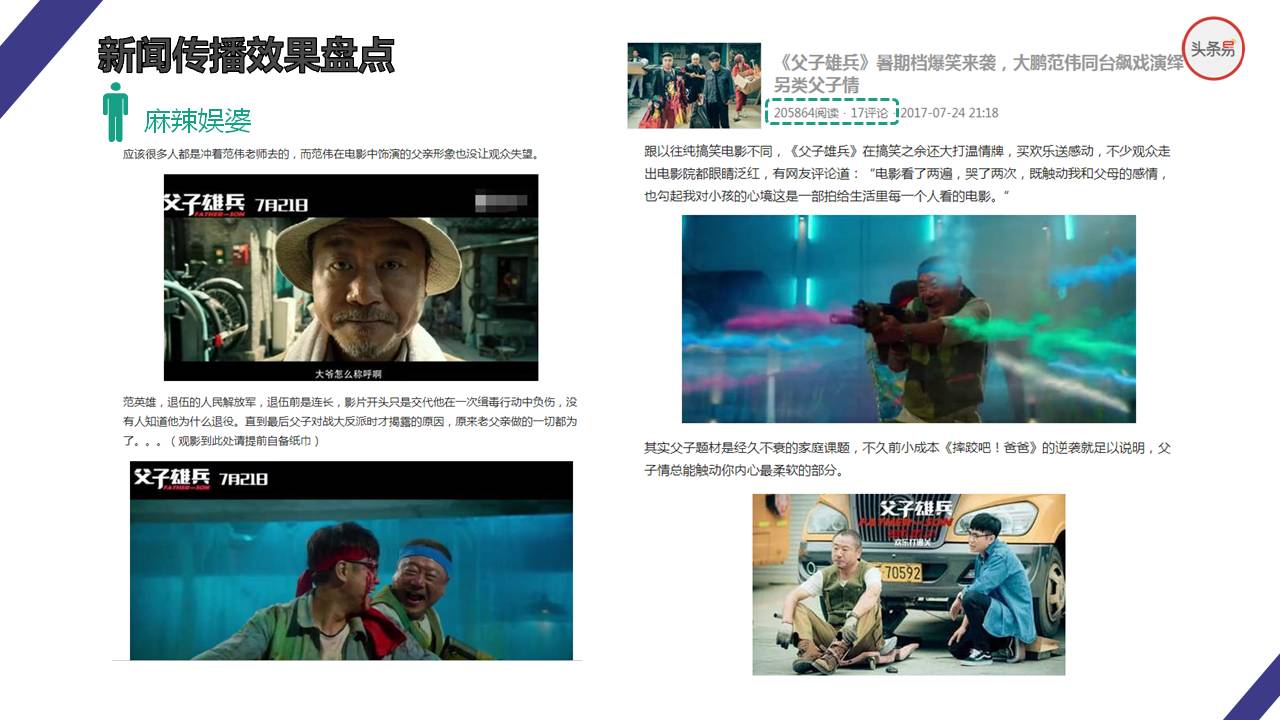 新闻传播效果盘点
麻辣娱婆
应该很多人都是冲着范伟老师去的，而范伟在电影中饰演的父亲形象也没让观众失望。
父子雄兵 7月21日
FATHER AND SON
大爷怎么称呼啊
范英雄，退伍的人民解放军，退伍前是连长，影片开头只是交代他在一次缉毒行动中负伤，没
有人知道他为什么退役。直到最后父子对战大反派时才揭露的原因，原来老父亲做的一切都为
了。。。（观影到此处请提前自备纸巾）
父子雄兵 7月21日
FATHER AND SON
头条易
《父子雄兵》暑期档爆笑来袭，大鹏范伟同台飙戏演绎
另类父子情
205864阅读 · 17评论 · 2017-07-24 21:18
跟以往纯搞笑电影不同，《父子雄兵》在搞笑之余还大打温情牌，买欢乐送感动，不少观众走
出电影院都眼睛泛红，有网友评论道：“电影看了两遍，哭了两次，既触动我和父母的感情，
也勾起我对小孩的心境这是一部拍给生活里每一个人看的电影。“
其实父子题材是经久不衰的家庭课题，不久前小成本《摔跤吧！爸爸》的逆袭就足以说明，父
子情总能触动你内心最柔软的部分。
父子雄兵
FATHER AND SON
70592